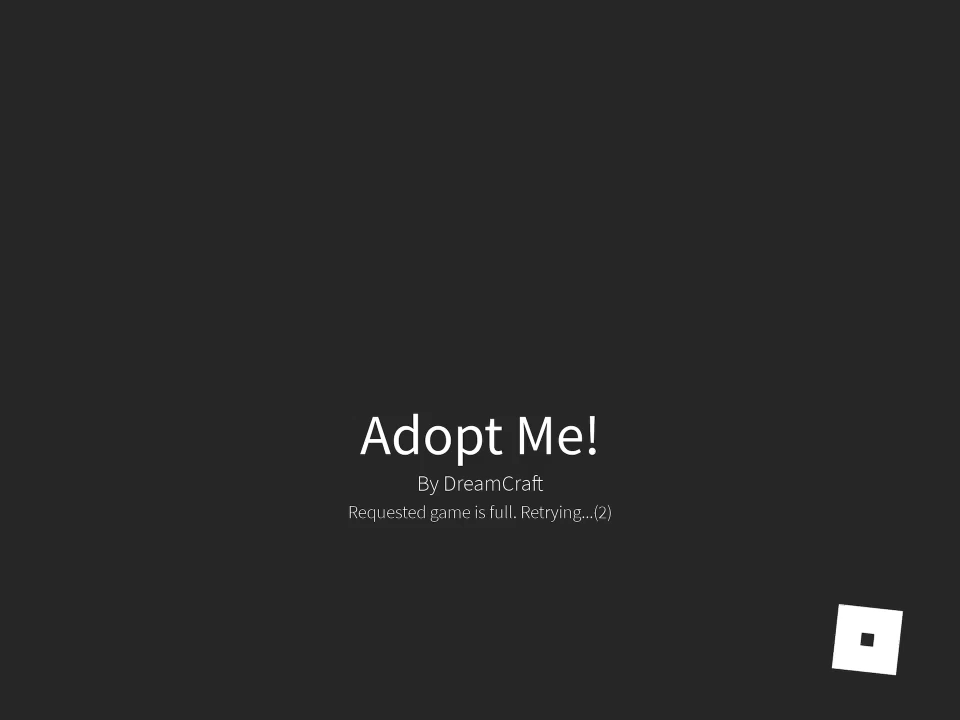 Adopt Me!
By DreamCraft
Requested game is full. Retrying...(2)